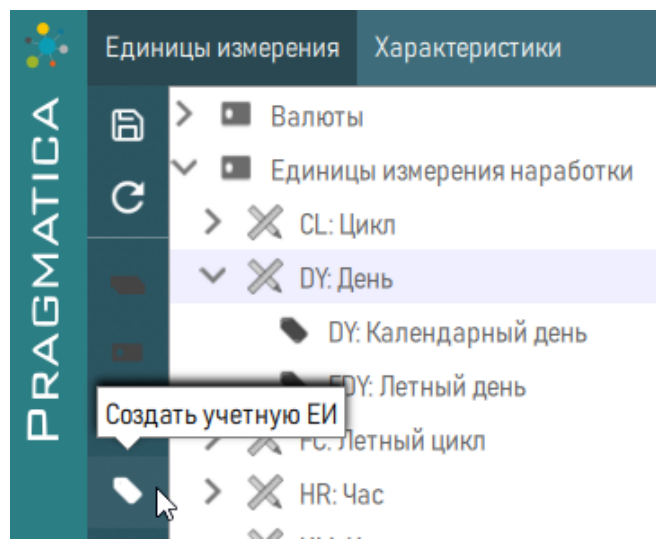 PRAGMATICA
Единицы измерения Характеристики
Валюты
Единицы измерения наработки
CL: Цикл
DY: День
DY: Календарный день
FDY: Летный день
Создать учетную ЕИ
FC: Летный цикл
HR: Час